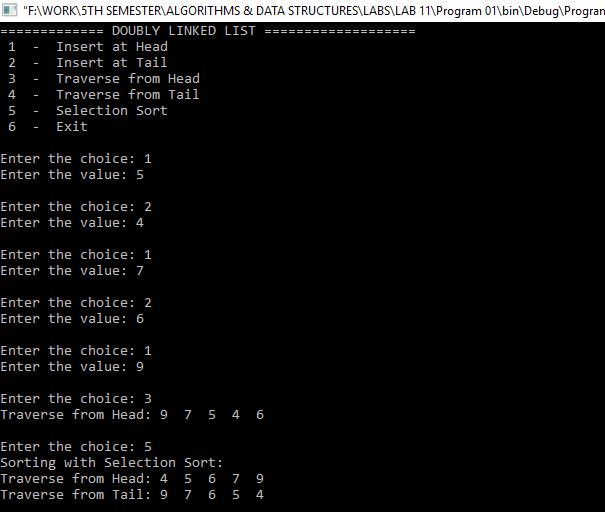 "F:\WORK\5TH SEMESTER\ALGORITHMS & DATA STRUCTURES\LABS\LAB 11\Program 01\bin\Debug\Program
============= DOUBLY LINKED LIST ===================
1  -  Insert at Head
2  -  Insert at Tail
3  -  Traverse from Head
4  -  Traverse from Tail
5  -  Selection Sort
6  -  Exit
Enter the choice: 1
Enter the value: 5
Enter the choice: 2
Enter the value: 4
Enter the choice: 1
Enter the value: 7
Enter the choice: 2
Enter the value: 6
Enter the choice: 1
Enter the value: 9
Enter the choice: 3
Traverse from Head: 9  7  5  4  6
Enter the choice: 5
Sorting with Selection Sort:
Traverse from Head: 4  5  6  7  9
Traverse from Tail: 9  7  6  5  4